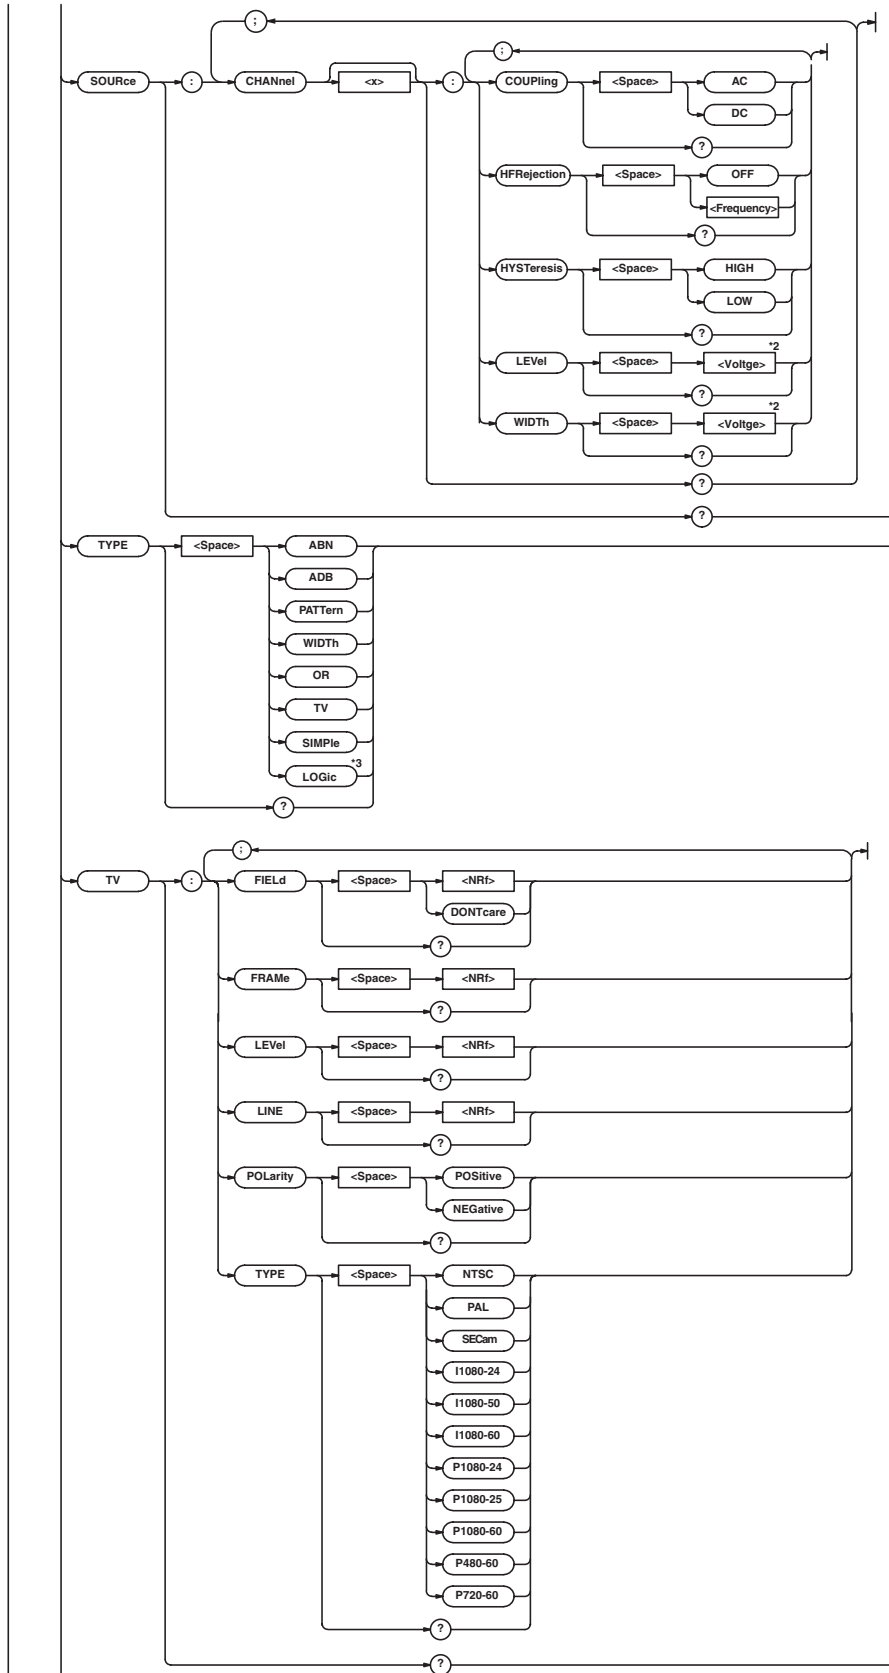 ;
;
SOURce : CHANnel <x> : COUPling <Space> AC
DC
?
HFRejection <Space> OFF
<Frequency>
?
HYSTeresis <Space> HIGH
LOW
?
LEVel <Space> <Voltge> *2
?
WIDTh <Space> <Voltge> *2
?
?
?
TYPE <Space> ABN
ADB
PATTern
WIDTh
OR
TV
SIMPle
LOGic *3
?
;
TV : FIELd <Space> <NRf>
DONTcare
?
FRAMe <Space> <NRf>
?
LEVel <Space> <NRf>
?
LINE <Space> <NRf>
?
POLarity <Space> POSitive
NEGative
?
TYPE <Space> NTSC
PAL
SECam
I1080-24
I1080-50
I1080-60
P1080-24
P1080-25
P1080-60
P480-60
P720-60
?
?